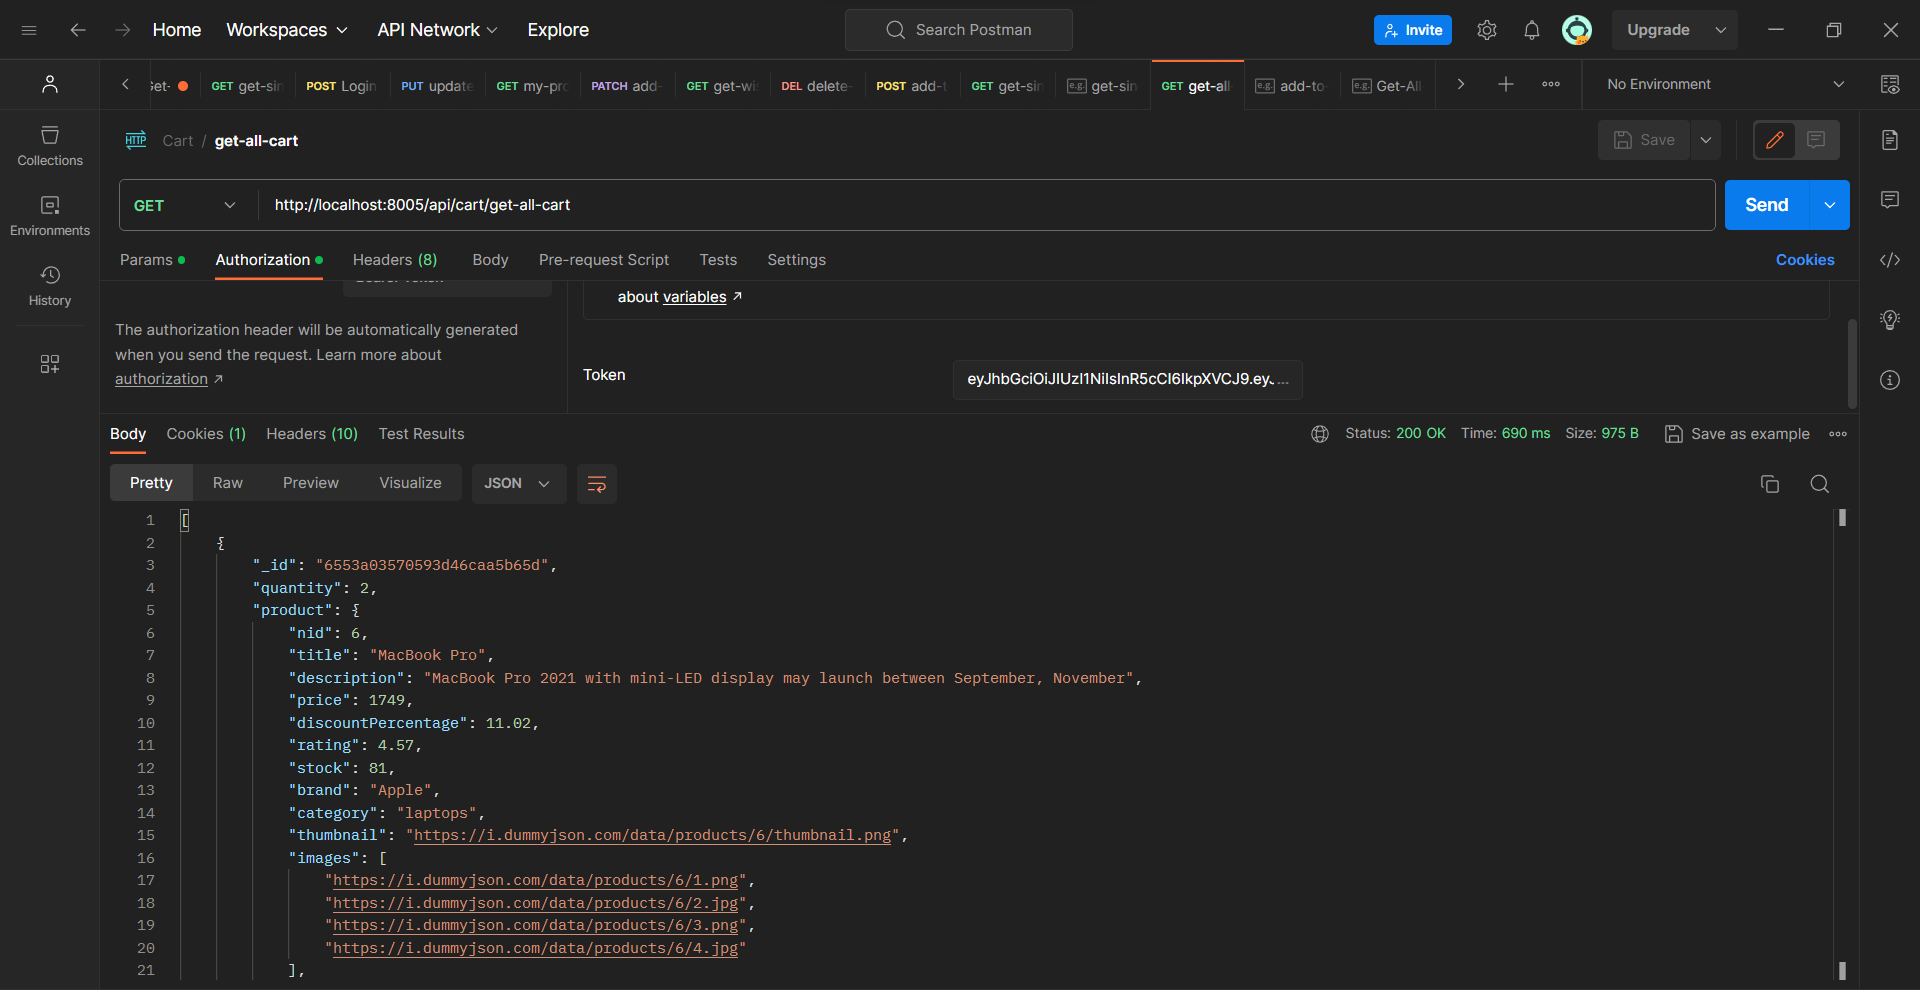 Home Workspaces API Network Explore Search Postman Invite Upgrade
Get- GET get-sin POST Login PUT update GET my-pro PATCH add- GET get-wi DEL delete- POST add-t GET get-sin e.g. get-sin GET get-all e.g. add-to e.g. Get-All No Environment
HTTP Cart / get-all-cart Save
Collections
GET http://localhost:8005/api/cart/get-all-cart Send
Environments
Params Authorization Headers (8) Body Pre-request Script Tests Settings Cookies
History
Bearer Token
about variables ↗
The authorization header will be automatically generated
when you send the request. Learn more about
authorization ↗
Token eyJhbGciOiJIUzI1NiIsInR5cCI6IkpXVCJ9.eyJ...
Body Cookies (1) Headers (10) Test Results Status: 200 OK Time: 690 ms Size: 975 B Save as example
Pretty Raw Preview Visualize JSON
1 [
2 {
3 "_id": "6553a03570593d46caa5b65d",
4 "quantity": 2,
5 "product": {
6 "nid": 6,
7 "title": "MacBook Pro",
8 "description": "MacBook Pro 2021 with mini-LED display may launch between September, November",
9 "price": 1749,
10 "discountPercentage": 11.02,
11 "rating": 4.57,
12 "stock": 81,
13 "brand": "Apple",
14 "category": "laptops",
15 "thumbnail": "https://i.dummyjson.com/data/products/6/thumbnail.png",
16 "images": [
17 "https://i.dummyjson.com/data/products/6/1.png",
18 "https://i.dummyjson.com/data/products/6/2.jpg",
19 "https://i.dummyjson.com/data/products/6/3.png",
20 "https://i.dummyjson.com/data/products/6/4.jpg"
21 ],